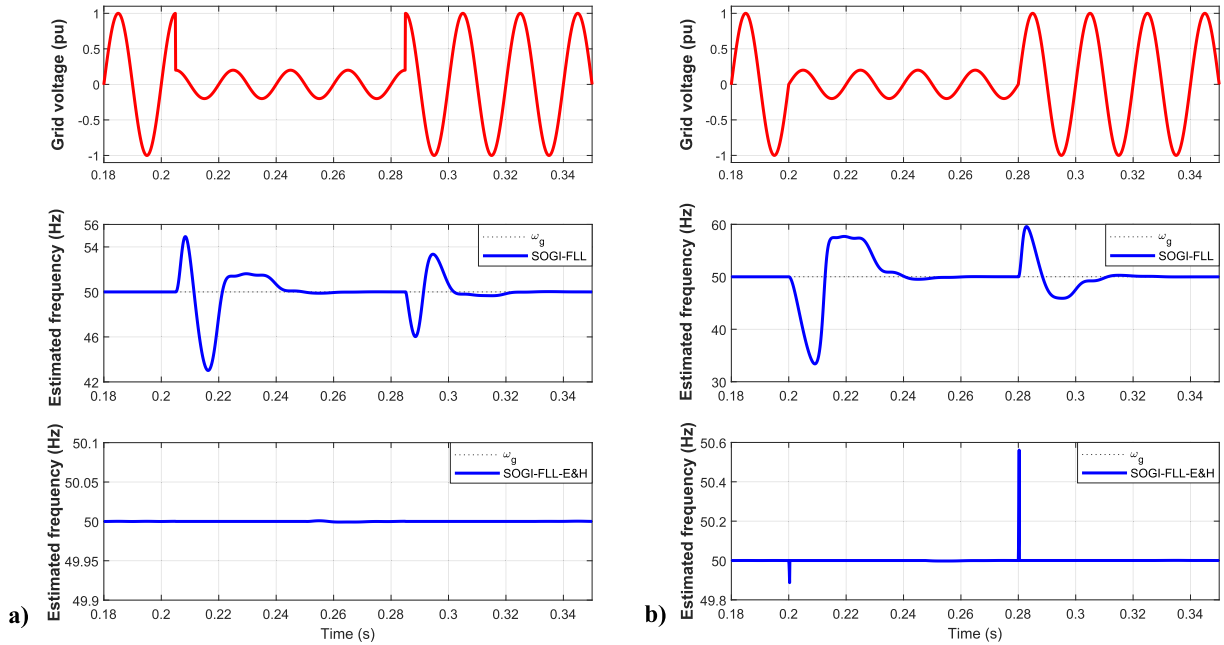 Grid voltage (pu)
1
0.5
0
-0.5
-1
0.18 0.2 0.22 0.24 0.26 0.28 0.3 0.32 0.34
Estimated frequency (Hz)
56
54
50
46
42
ωg
SOGI-FLL
0.18 0.2 0.22 0.24 0.26 0.28 0.3 0.32 0.34
Estimated frequency (Hz)
50.1
50.05
50
49.95
49.9
ωg
SOGI-FLL-E&H
0.18 0.2 0.22 0.24 0.26 0.28 0.3 0.32 0.34
Time (s)
a)
Grid voltage (pu)
1
0.5
0
-0.5
-1
0.18 0.2 0.22 0.24 0.26 0.28 0.3 0.32 0.34
Estimated frequency (Hz)
60
50
40
30
ωg
SOGI-FLL
0.18 0.2 0.22 0.24 0.26 0.28 0.3 0.32 0.34
Estimated frequency (Hz)
50.6
50.4
50.2
50
49.8
ωg
SOGI-FLL-E&H
0.18 0.2 0.22 0.24 0.26 0.28 0.3 0.32 0.34
Time (s)
b)